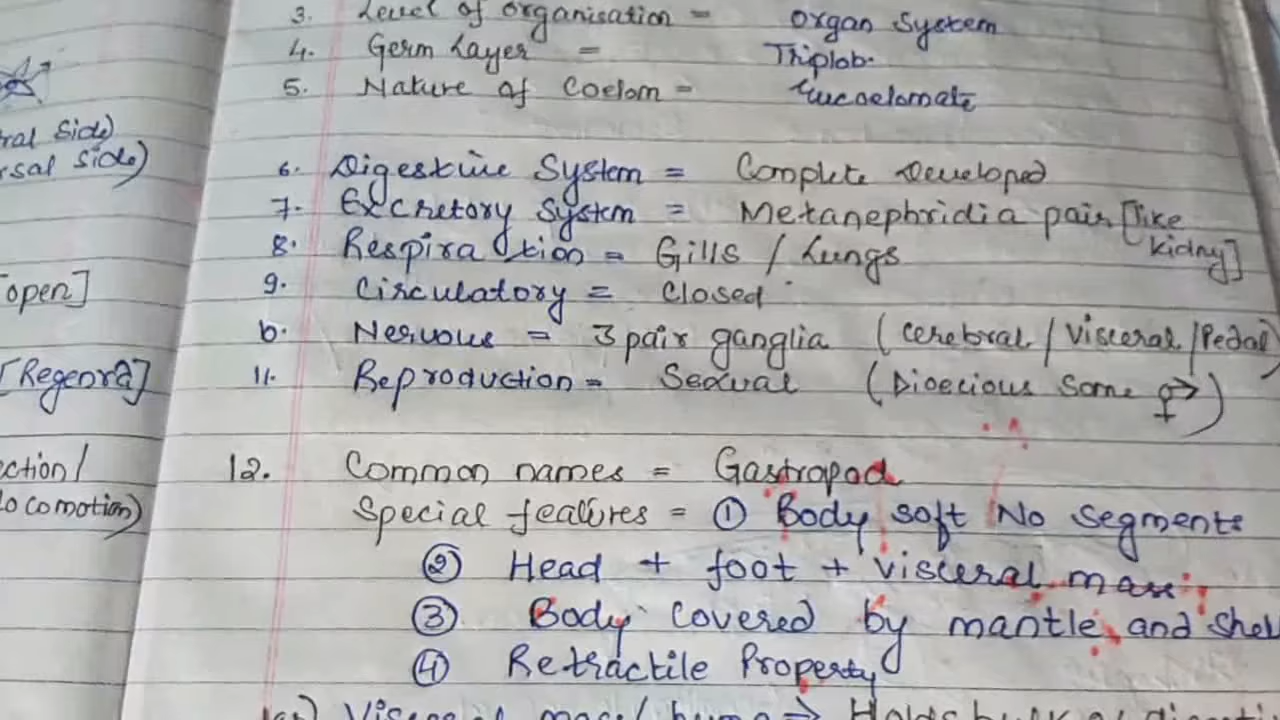 3. Level of organisation = organ System
4. Germ Layer = Triplob.
5. Nature of Coelom = Eucoelomate
ral Side)
rsal side)
6. Digestive System = Complete Developed
7. Excretory System = Metanephridia pair [like kidny]
8. Respiration = Gills / Lungs
open]
9. Circulatory = Closed
10. Nervous = 3 pair ganglia (Cerebral / Visceral / Pedal)
[Regenra]
11. Reproduction = Sexual (Dioecious Some ⚥)
ction/
locomotion)
12. Common names = Gastropod
Special features = ① Body soft No segments
② Head + foot + visceral mass
③ Body covered by mantle and shell
④ Retractile Property